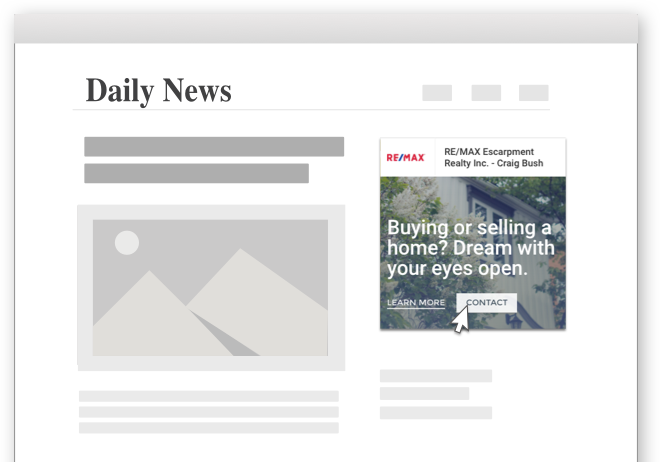 Daily News
RE/MAX
RE/MAX Escarpment
Realty Inc. - Craig Bush
Buying or selling a
home? Dream with
your eyes open.
LEARN MORE
CONTACT